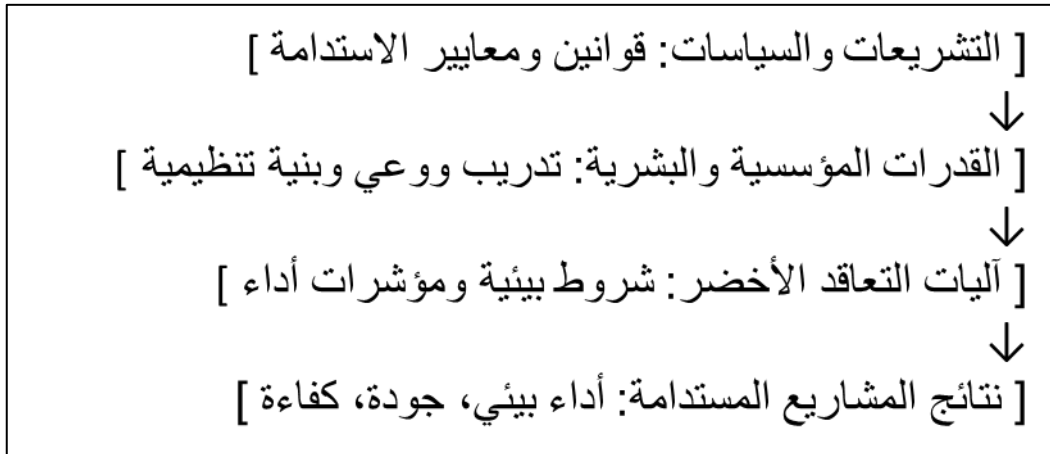 [ التشريعات والسياسات: قوانين ومعايير الاستدامة ]
↓
[ القدرات المؤسسية والبشرية: تدريب ووعي وبنية تنظيمية ]
↓
[ آليات التعاقد الأخضر: شروط بيئية ومؤشرات أداء ]
↓
[ نتائج المشاريع المستدامة: أداء بيئي، جودة، كفاءة ]